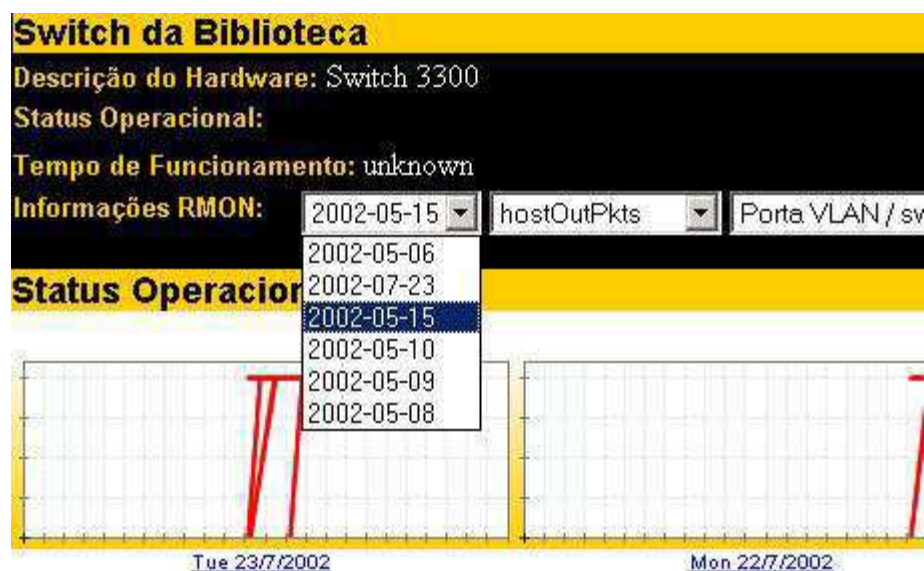 Switch da Biblioteca
Descrição do Hardware: Switch 3300
Status Operacional:
Tempo de Funcionamento: unknown
Informações RMON: 2002-05-15 hostOutPkts Porta VLAN / sw
2002-05-06
2002-07-23
2002-05-15
2002-05-10
2002-05-09
2002-05-08
Status Operacion
Tue 23/7/2002 Mon 22/7/2002